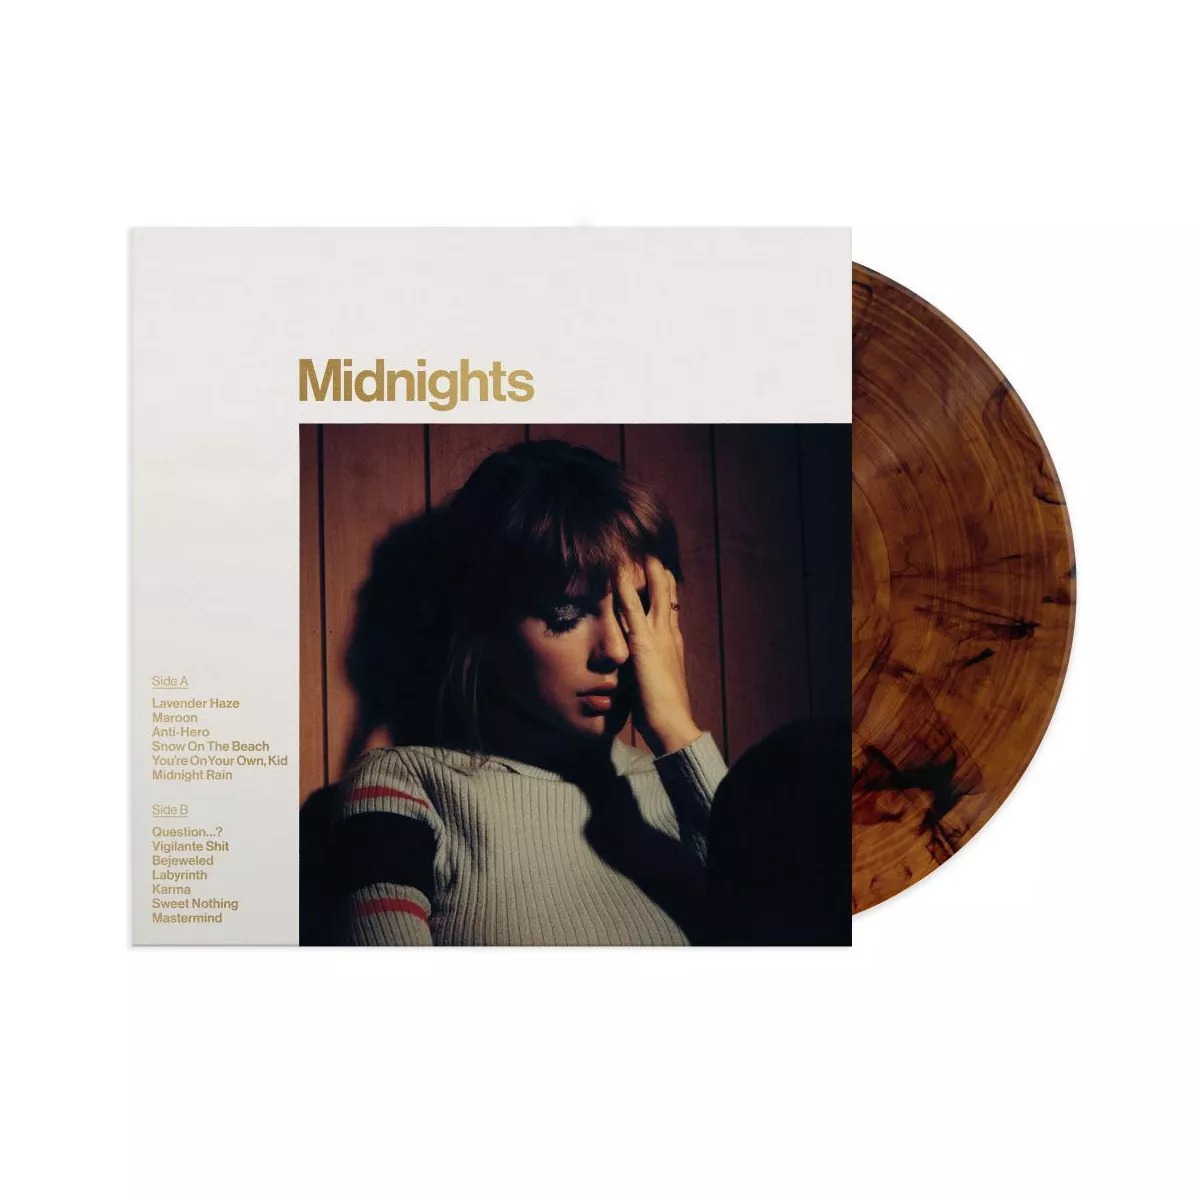 Midnights
Side A
Lavender Haze
Maroon
Anti-Hero
Snow On The Beach
You're On Your Own, Kid
Midnight Rain
Side B
Question...?
Vigilante Shit
Bejeweled
Labyrinth
Karma
Sweet Nothing
Mastermind